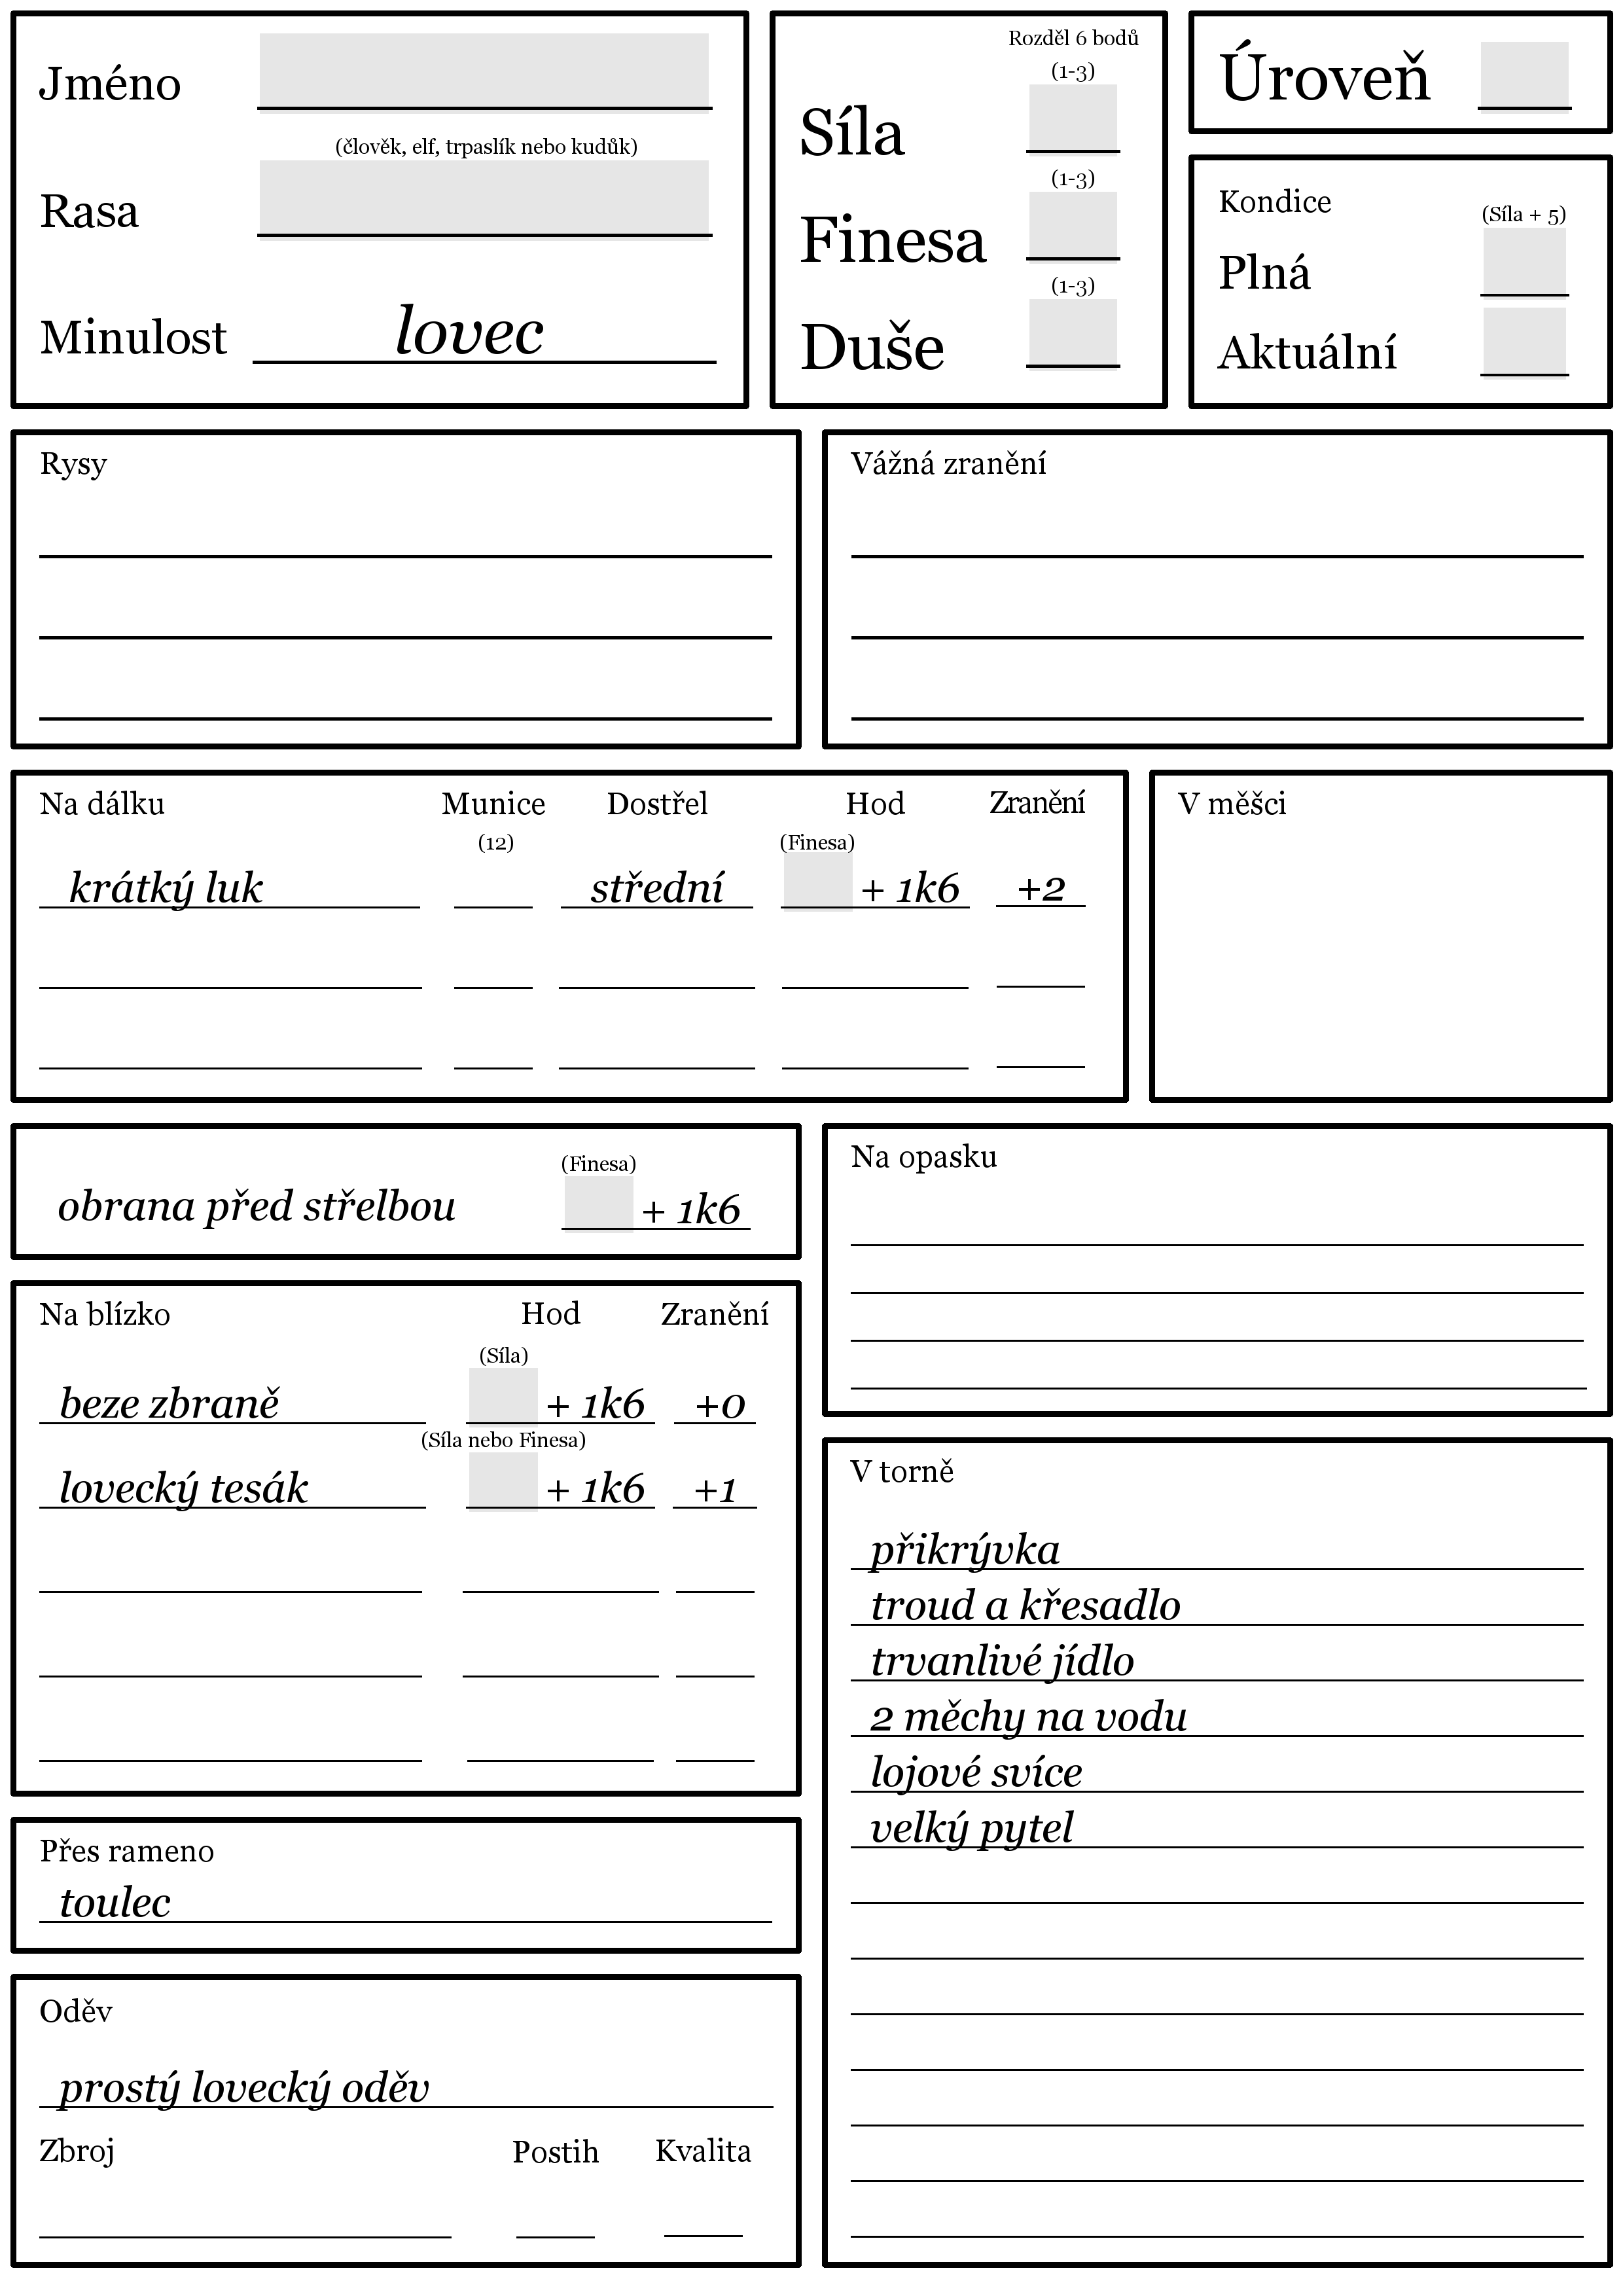 Jméno
(člověk, elf, trpaslík nebo kudůk)
Rasa
Minulost lovec
Rozděl 6 bodů
(1-3)
Síla
(1-3)
Finesa
(1-3)
Duše
Úroveň
Kondice
(Síla + 5)
Plná
Aktuální
Rysy
Vážná zranění
Na dálku Munice Dostřel Hod Zranění
(12) (Finesa)
krátký luk střední + 1k6 +2
V měšci
(Finesa)
obrana před střelbou + 1k6
Na opasku
Na blízko Hod Zranění
(Síla)
beze zbraně + 1k6 +0
(Síla nebo Finesa)
lovecký tesák + 1k6 +1
V torně
přikrývka
troud a křesadlo
trvanlivé jídlo
2 měchy na vodu
lojové svíce
velký pytel
Přes rameno
toulec
Oděv
prostý lovecký oděv
Zbroj Postih Kvalita